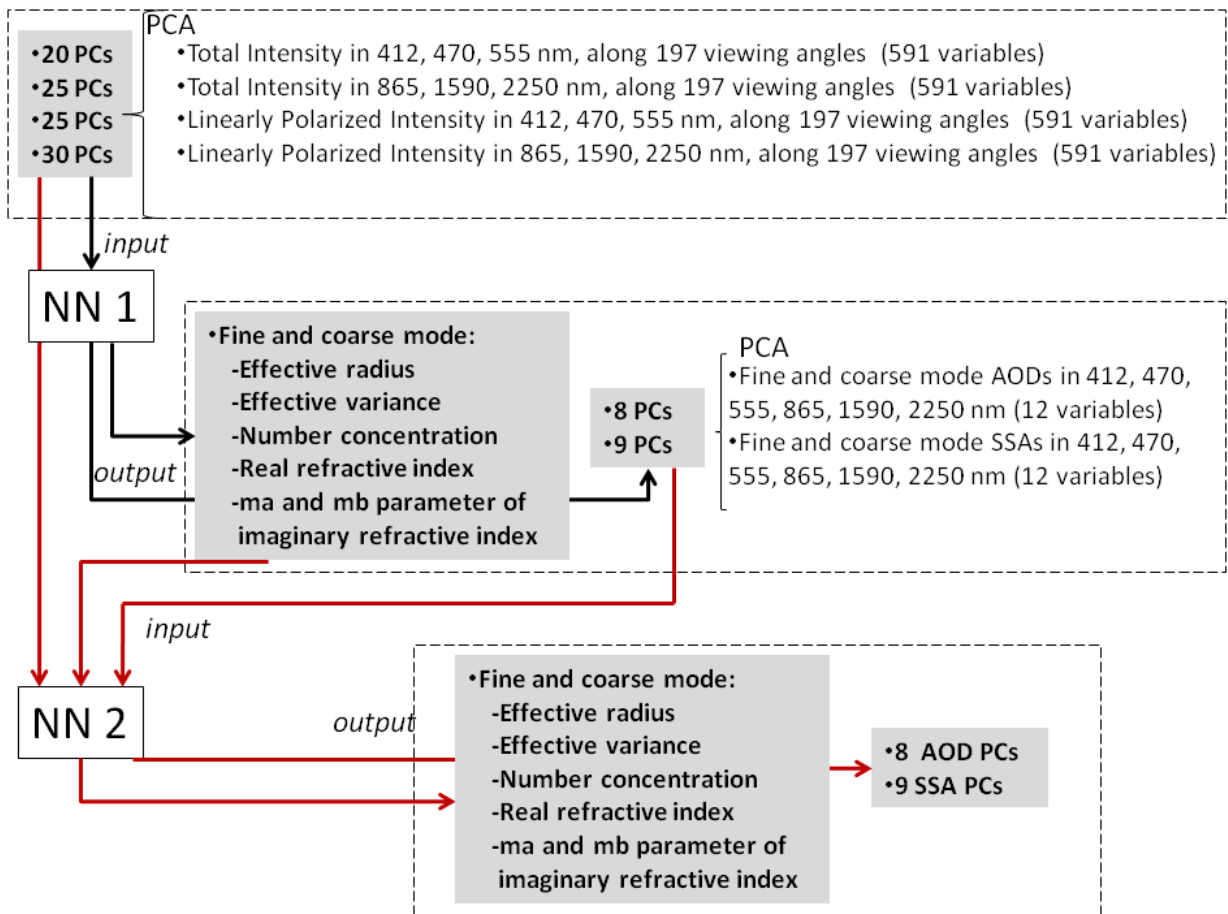 PCA
•20 PCs
•25 PCs
•25 PCs
•30 PCs
•Total Intensity in 412, 470, 555 nm, along 197 viewing angles (591 variables)
•Total Intensity in 865, 1590, 2250 nm, along 197 viewing angles (591 variables)
•Linearly Polarized Intensity in 412, 470, 555 nm, along 197 viewing angles (591 variables)
•Linearly Polarized Intensity in 865, 1590, 2250 nm, along 197 viewing angles (591 variables)
input
NN 1
output
•Fine and coarse mode:
-Effective radius
-Effective variance
-Number concentration
-Real refractive index
-ma and mb parameter of
imaginary refractive index
•8 PCs
•9 PCs
PCA
•Fine and coarse mode AODs in 412, 470,
555, 865, 1590, 2250 nm (12 variables)
•Fine and coarse mode SSAs in 412, 470,
555, 865, 1590, 2250 nm (12 variables)
input
NN 2
output
•Fine and coarse mode:
-Effective radius
-Effective variance
-Number concentration
-Real refractive index
-ma and mb parameter of
imaginary refractive index
•8 AOD PCs
•9 SSA PCs